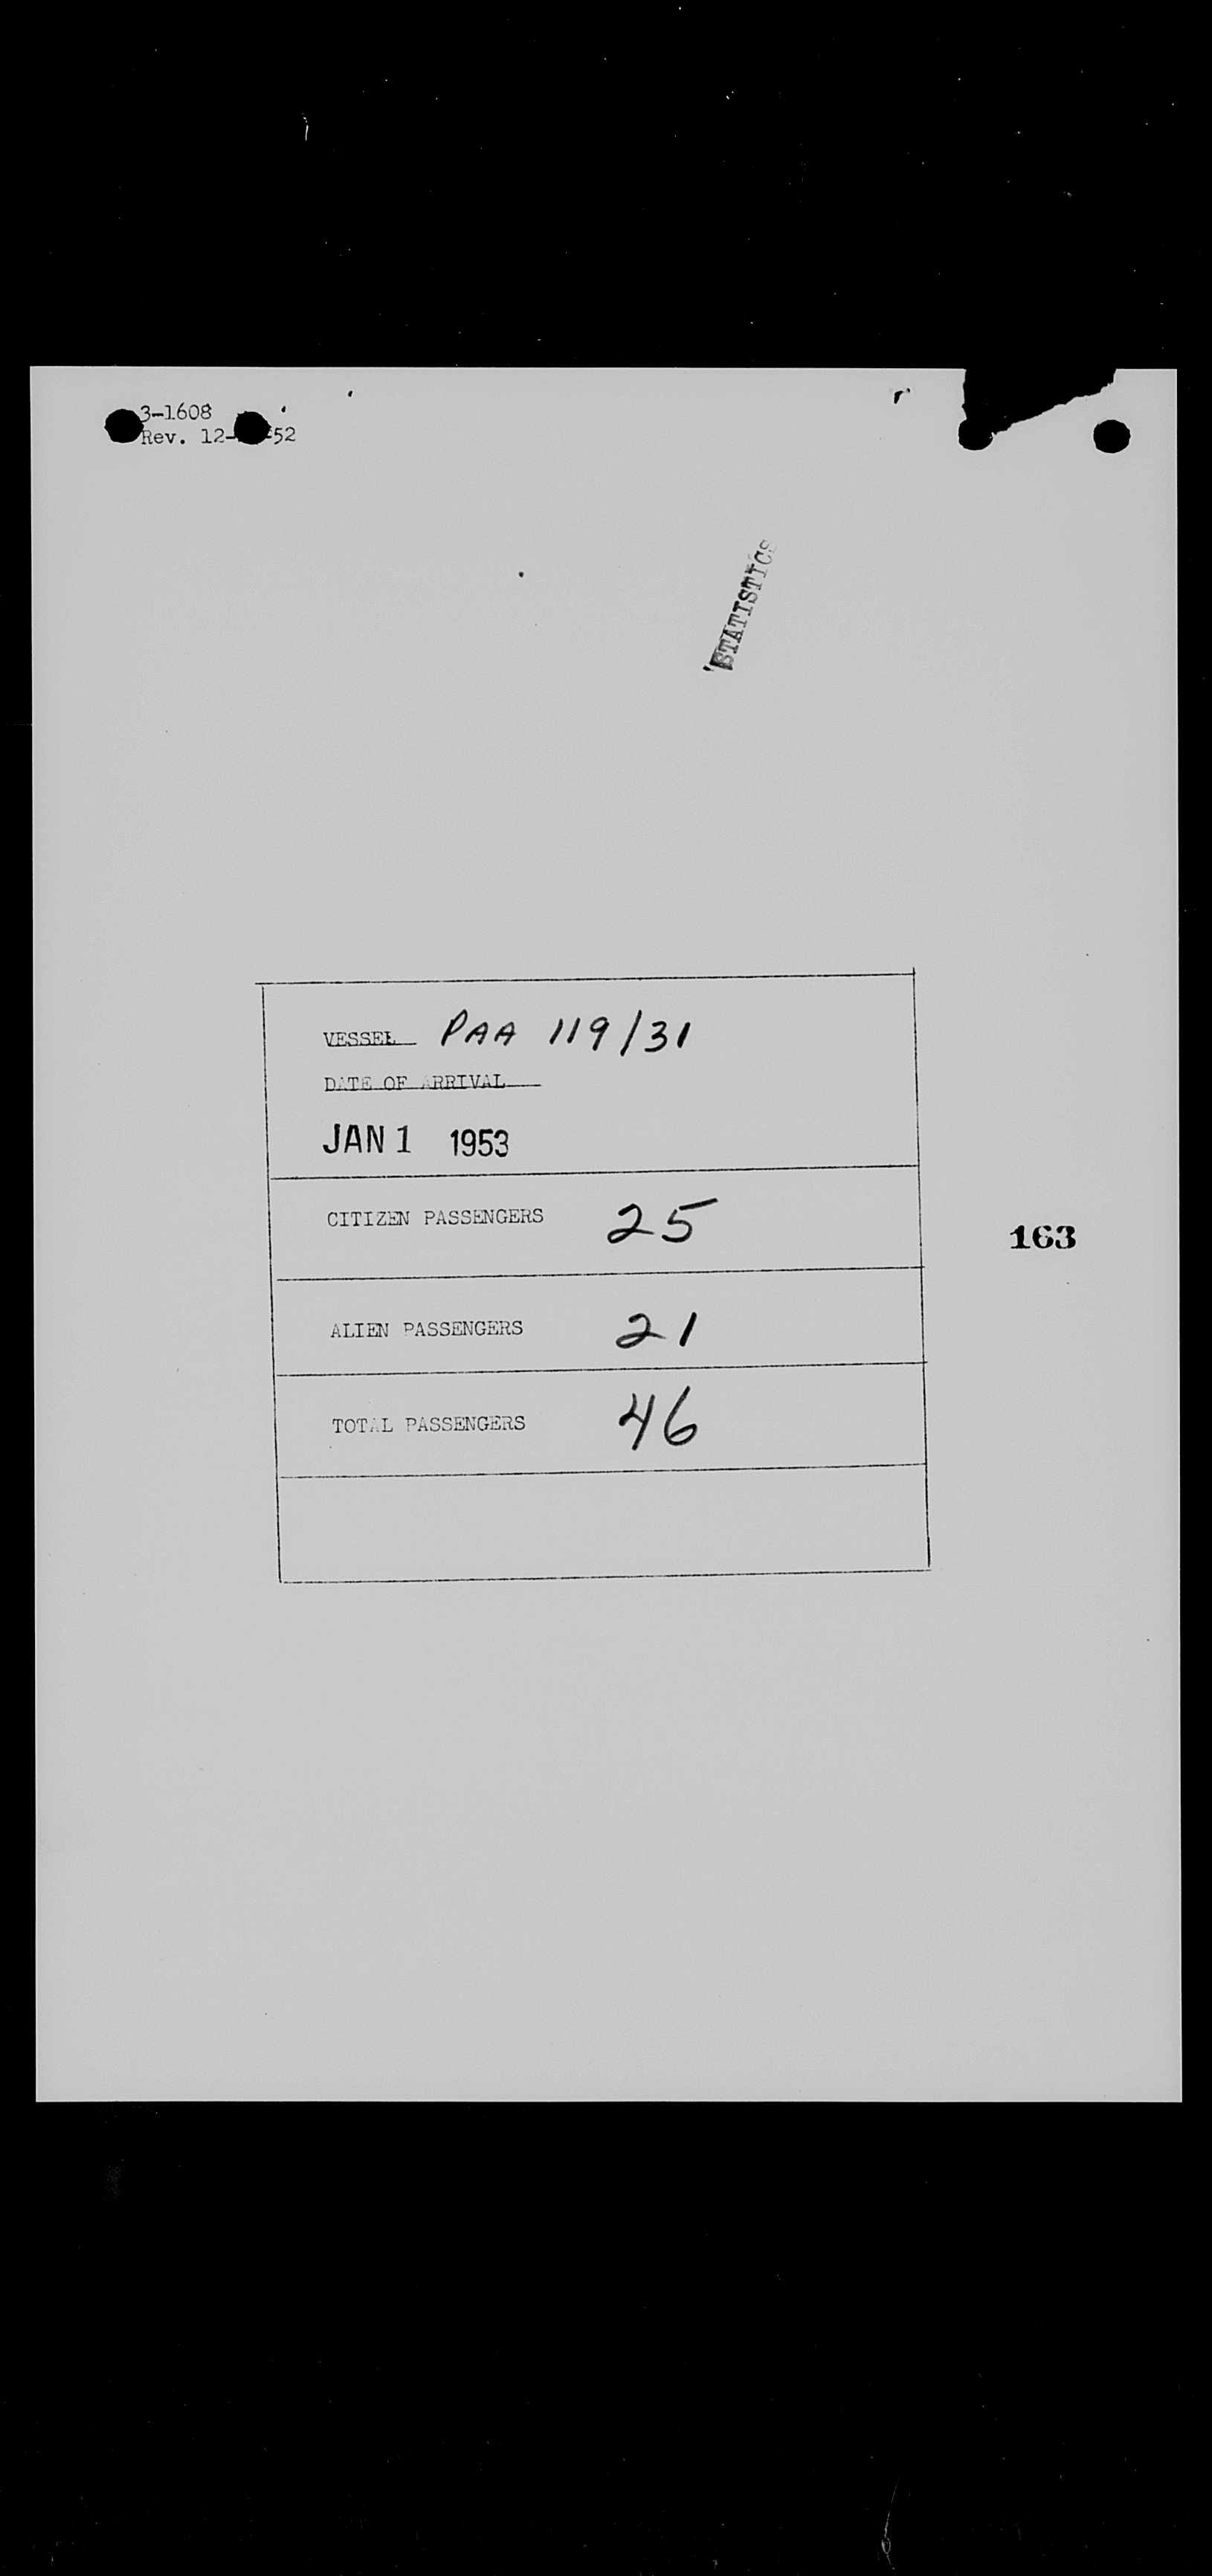 3-1608
Rev. 12- -52
STATISTICS
VESSEL PAA 119/31
DATE OF ARRIVAL
JAN 1 1953
CITIZEN PASSENGERS 25
163
ALIEN PASSENGERS 21
TOTAL PASSENGERS 46